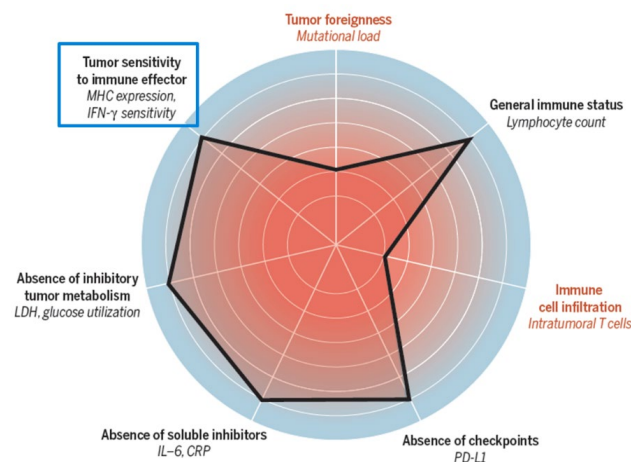 Tumor foreignness
Mutational load
Tumor sensitivity
to immune effector
MHC expression,
IFN-γ sensitivity
General immune status
Lymphocyte count
Absence of inhibitory
tumor metabolism
LDH, glucose utilization
Immune
cell infiltration
Intratumoral T cells
Absence of soluble inhibitors
IL–6, CRP
Absence of checkpoints
PD-L1